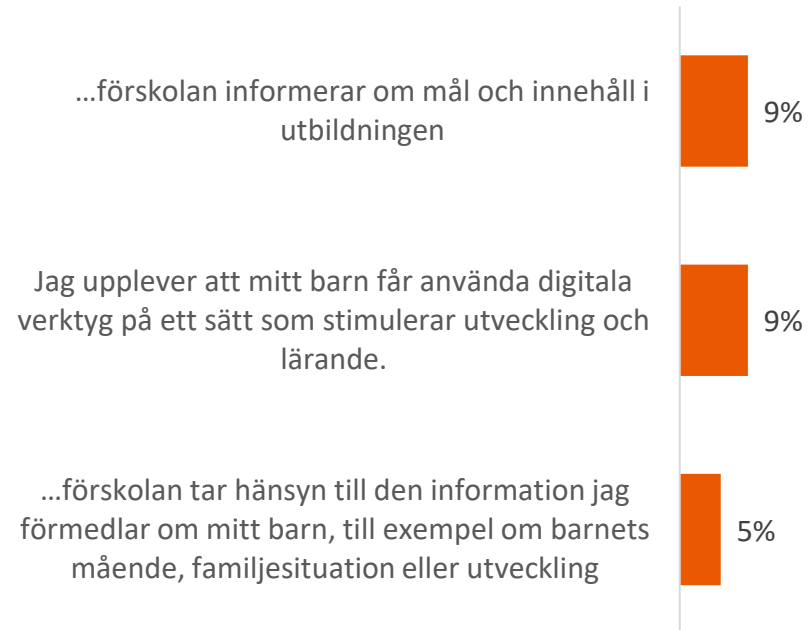 …förskolan informerar om mål och innehåll i
utbildningen
9%
Jag upplever att mitt barn får använda digitala
verktyg på ett sätt som stimulerar utveckling och
lärande.
9%
…förskolan tar hänsyn till den information jag
förmedlar om mitt barn, till exempel om barnets
mående, familjesituation eller utveckling
5%